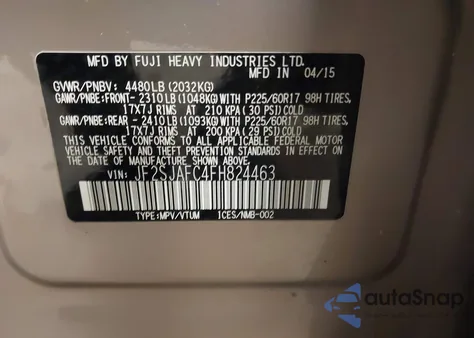 MFD BY FUJI HEAVY INDUSTRIES LTD.
MFD IN 04/15
GVWR/PNBV: 4480LB(2032KG)
GAWR/PNBE:FRONT- 2310LB(1048KG)WITH P225/60R17 98H TIRES,
17X7J RIMS AT 210 KPA(30 PSI)COLD
GAWR/PNBE:REAR - 2410LB(1093KG)WITH P225/60R17 98H TIRES,
17X7J RIMS AT 200 KPA(29 PSI)COLD
THIS VEHICLE CONFORMS TO ALL APPLICABLE FEDERAL MOTOR
VEHICLE SAFETY, BUMPER, AND THEFT PREVENTION STANDARDS
IN EFFECT ON THE DATE OF MANUFACTURE SHOWN ABOVE.
VIN: JF2SJAFC4FH824463
TYPE:MPV/VTUM ICES/NMB-002
autoSnap